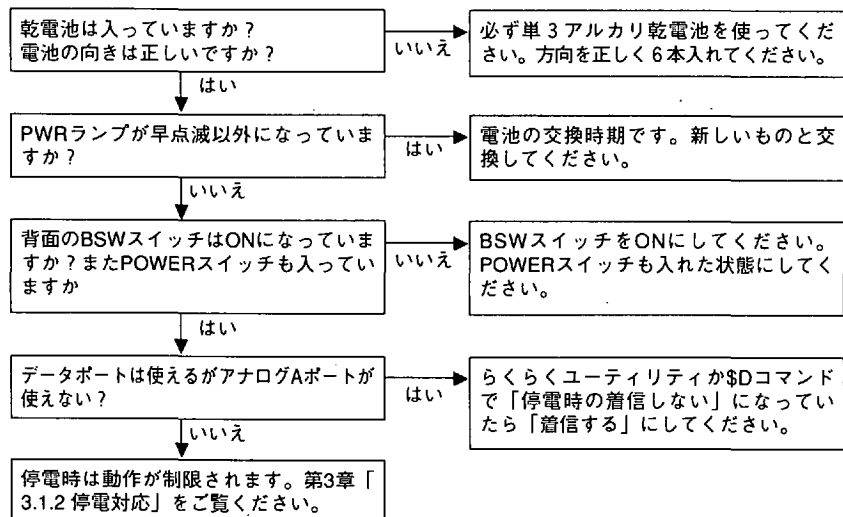 乾電池は入っていますか?
電池の向きは正しいですか?
いいえ
必ず単3アルカリ乾電池を使ってくだ
さい。方向を正しく6本入れてください。
はい
PWRランプが早点滅以外になっていま
すか?
はい
電池の交換時期です。新しいものと交
換してください。
いいえ
背面のBSWスイッチはONになっていま
すか?またPOWERスイッチも入ってい
ますか
いいえ
BSWスイッチをONにしてください。
POWERスイッチも入れた状態にしてく
ださい。
はい
データポートは使えるがアナログAポートが
使えない?
はい
らくらくユーティリティか$Dコマンド
で「停電時の着信しない」になってい
たら「着信する」にしてください。
いいえ
停電時は動作が制限されます。第3章「
3.1.2 停電対応」をご覧ください。